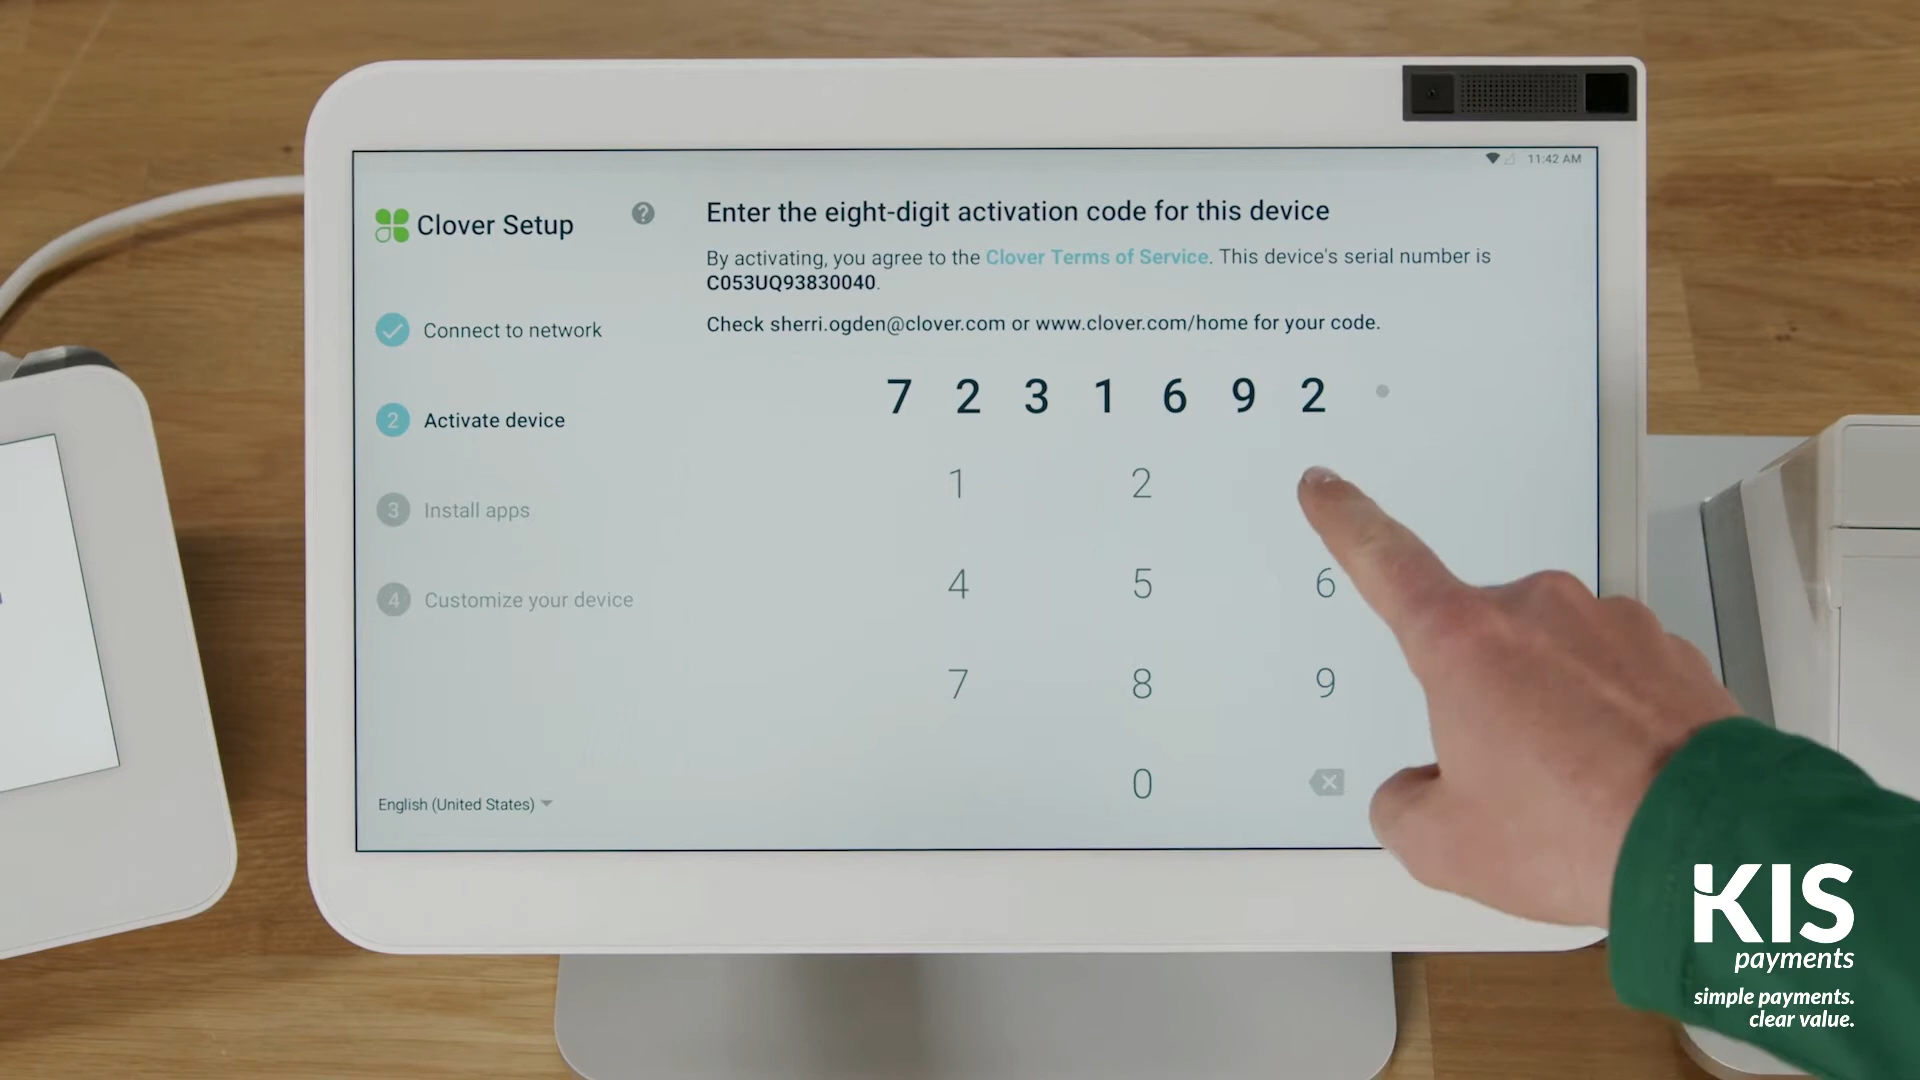 11:42 AM
Clover Setup
?
Connect to network
2 Activate device
3 Install apps
4 Customize your device
English (United States)
Enter the eight-digit activation code for this device
By activating, you agree to the Clover Terms of Service. This device's serial number is
C053UQ93830040.
Check sherri.ogden@clover.com or www.clover.com/home for your code.
7 2 3 1 6 9 2
1 2
4 5 6
7 8 9
0
KIS
payments
simple payments.
clear value.